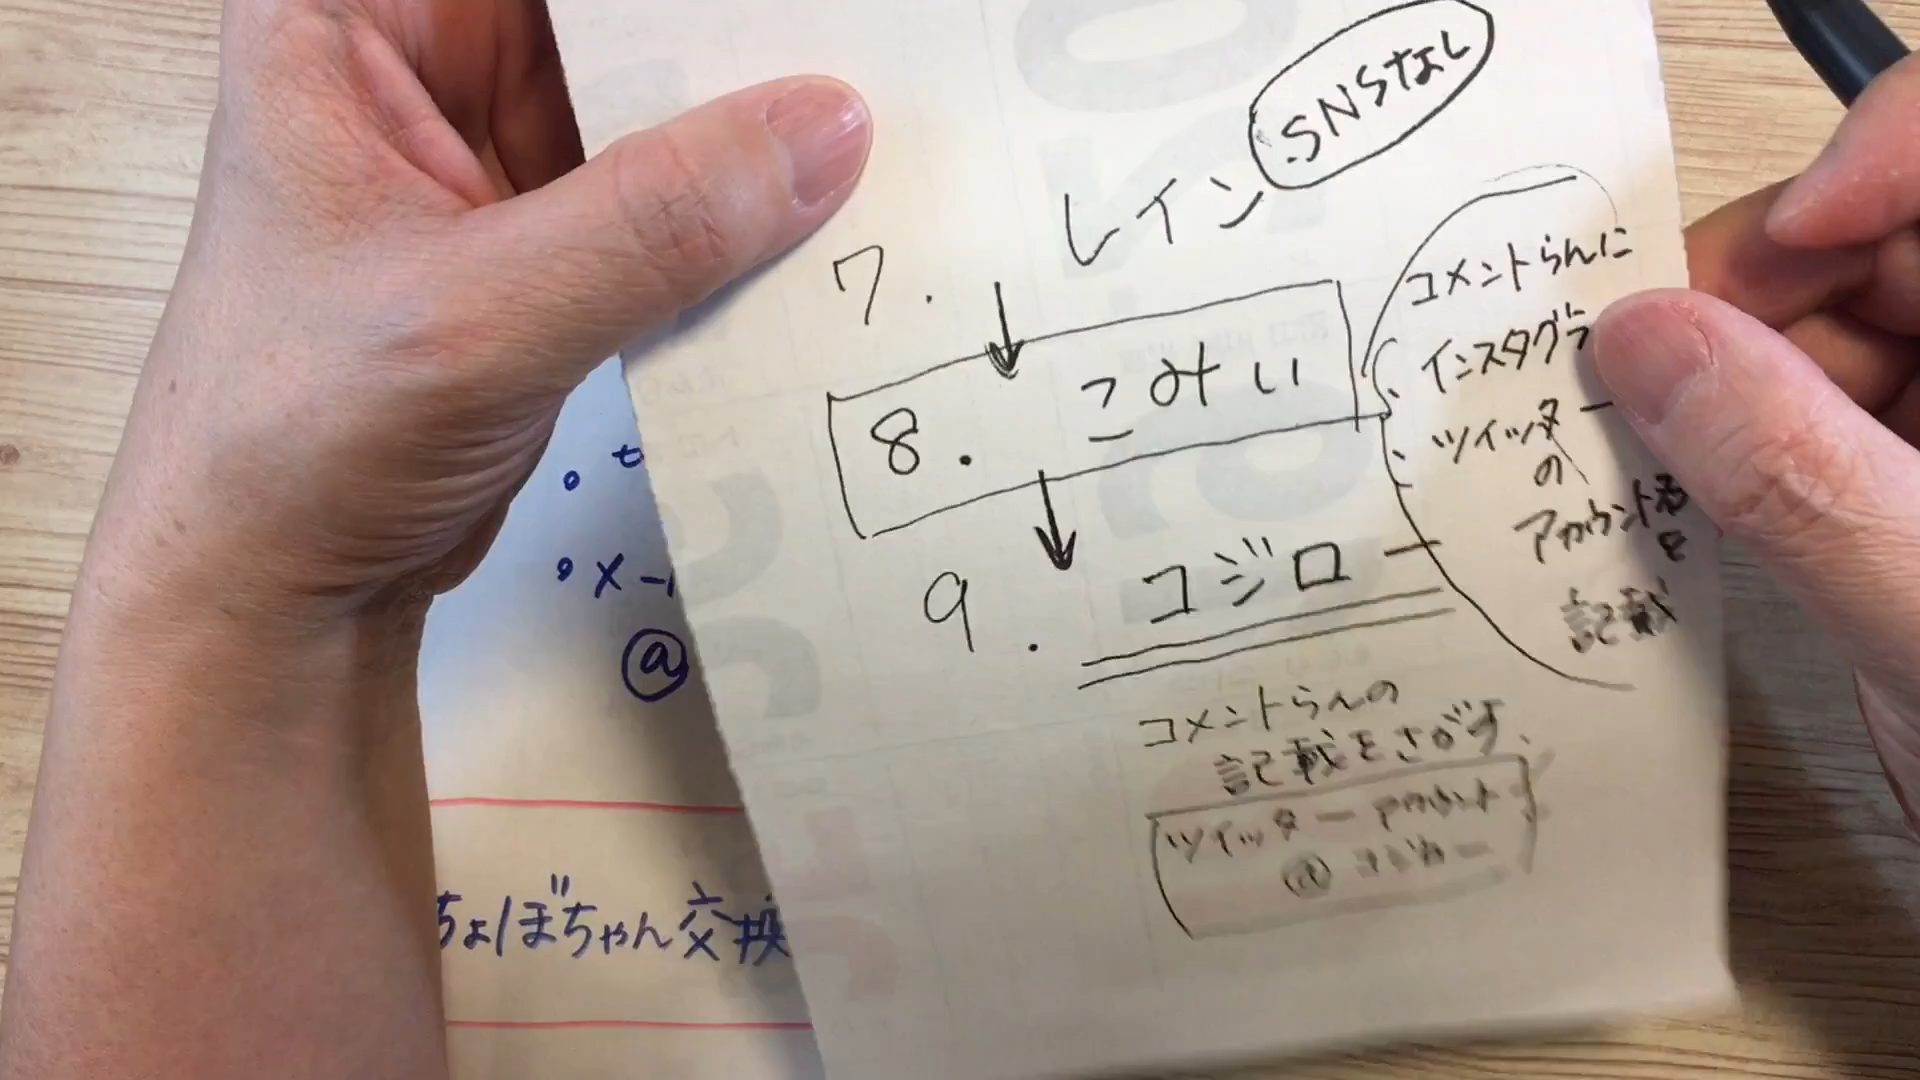 SNSなし
7. レイン
8. こみい
9. コジロー
コメントらんに
インスタグラ
ツイッター
の
アカウント名
を
記載
コメントらんの
記載をさがす。
ツイッターアカウント
@コジロー
・メー
@
ちょぼちゃん交換